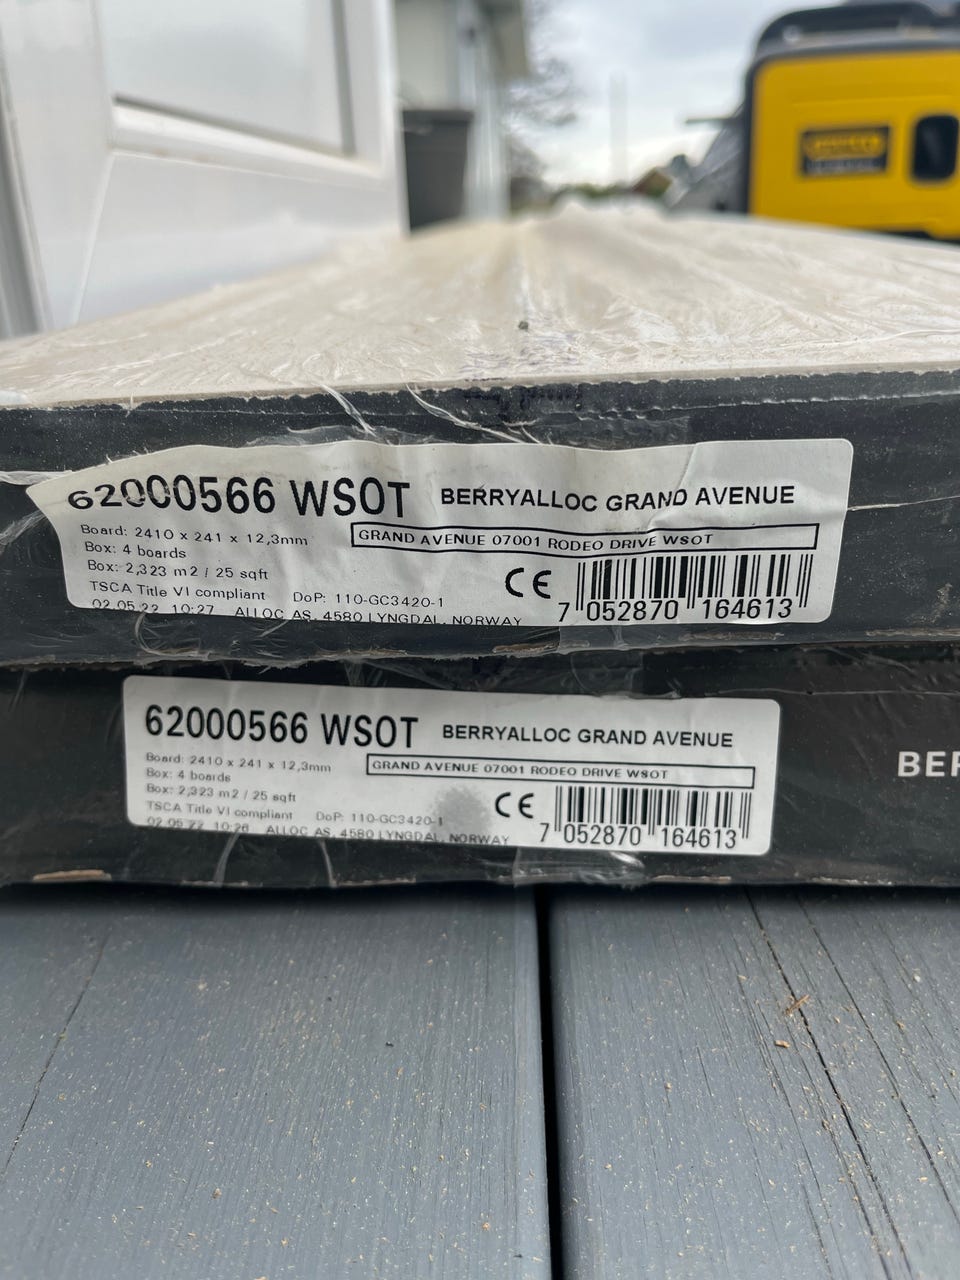 62000566 WSOT BERRYALLOC GRAND AVENUE
Board: 2410 x 241 x 12,3mm
GRAND AVENUE 07001 RODEO DRIVE WSOT
Box: 4 boards
Box: 2,323 m2 / 25 sqft
CE
TSCA Title VI compliant DoP: 110-GC3420-1
02.05.22 10:27 ALLOC AS, 4580 LYNGDAL, NORWAY
7 052870 164613
62000566 WSOT BERRYALLOC GRAND AVENUE
Board: 2410 x 241 x 12,3mm
GRAND AVENUE 07001 RODEO DRIVE WSOT
Box: 4 boards
Box: 2,323 m2 / 25 sqft
CE
TSCA Title VI compliant DoP: 110-GC3420-1
02.05.22 10:26 ALLOC AS, 4580 LYNGDAL, NORWAY
7 052870 164613
BER